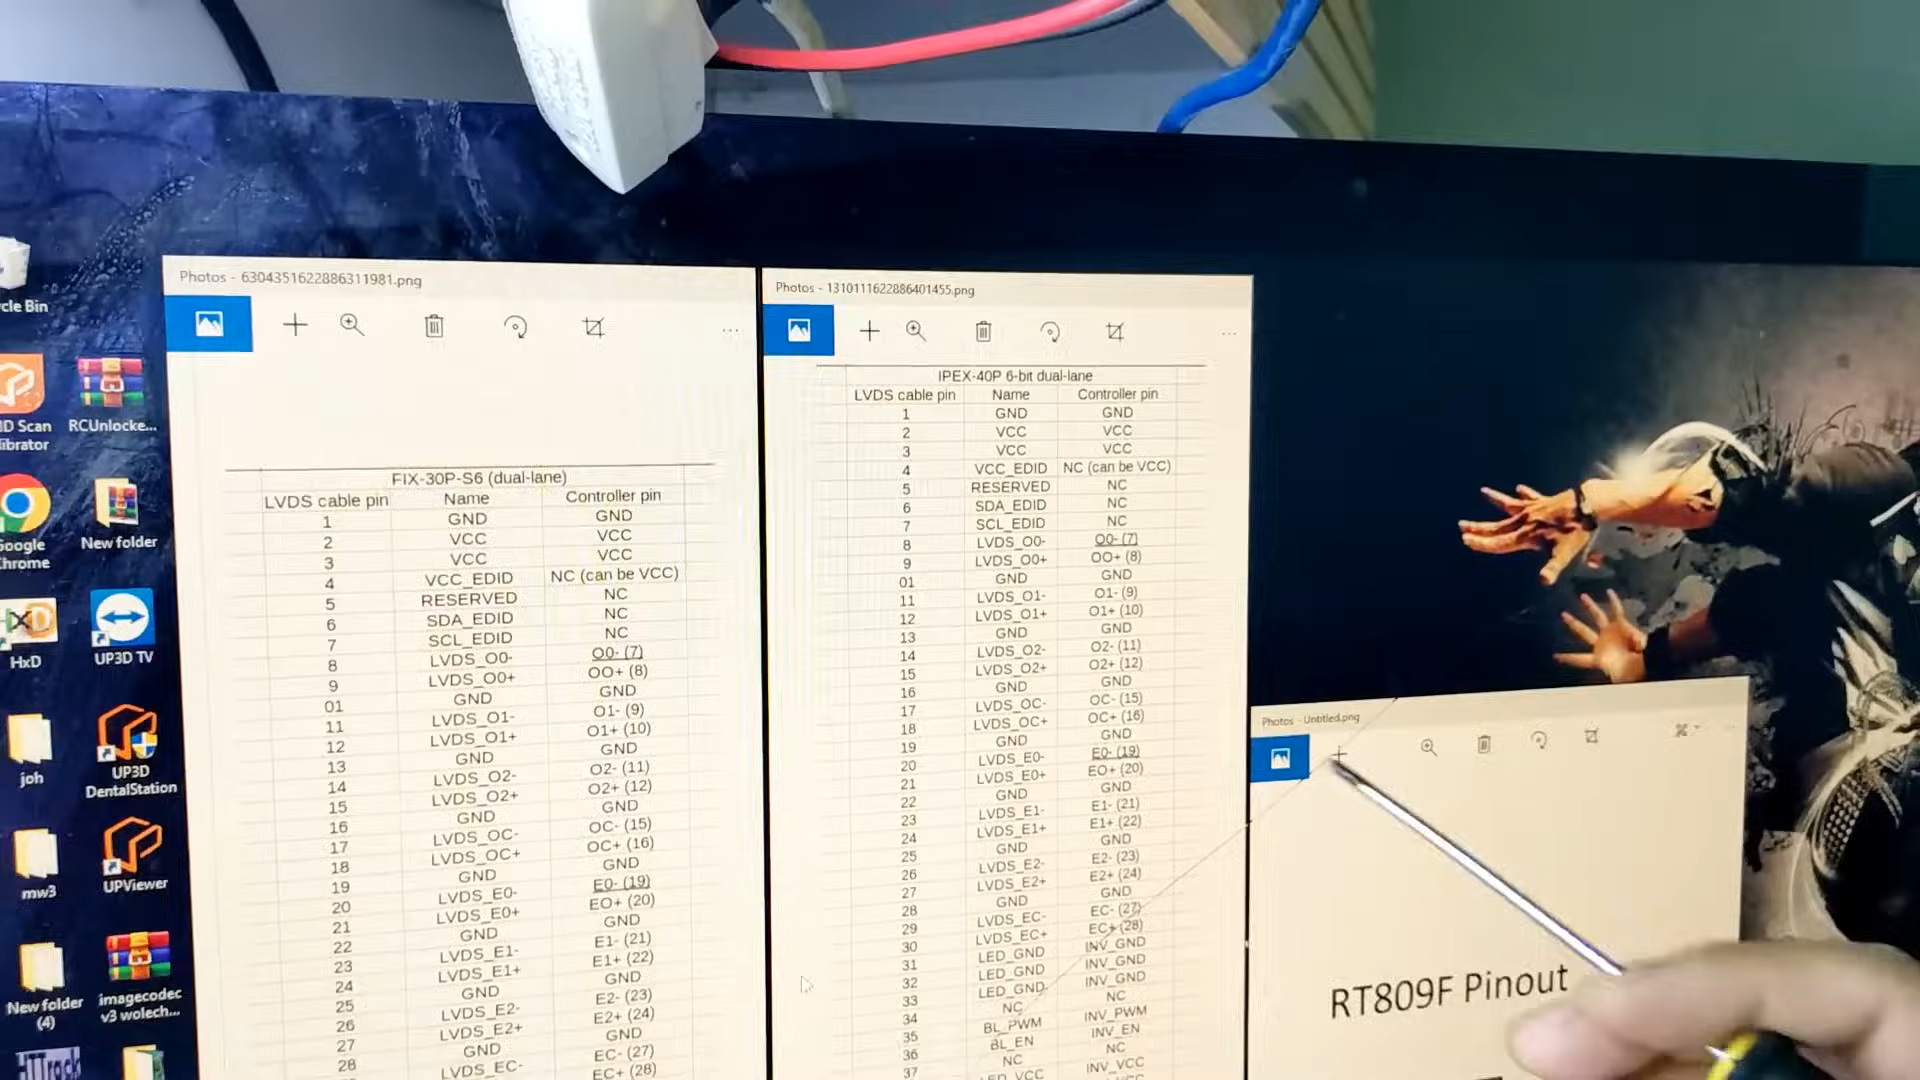 Photos - 6304351622886311981.png
FIX-30P-S6 (dual-lane)
LVDS cable pin Name Controller pin
1 GND GND
2 VCC VCC
3 VCC VCC
4 VCC_EDID NC (can be VCC)
5 RESERVED NC
6 SDA_EDID NC
7 SCL_EDID NC
8 LVDS_O0- O0- (7)
9 LVDS_O0+ OO+ (8)
01 GND GND
11 LVDS_O1- O1- (9)
12 LVDS_O1+ O1+ (10)
13 GND GND
14 LVDS_O2- O2- (11)
15 LVDS_O2+ O2+ (12)
16 GND GND
17 LVDS_OC- OC- (15)
18 LVDS_OC+ OC+ (16)
19 GND GND
20 LVDS_E0- E0- (19)
21 LVDS_E0+ EO+ (20)
22 GND GND
23 LVDS_E1- E1- (21)
24 LVDS_E1+ E1+ (22)
25 GND GND
26 LVDS_E2- E2- (23)
27 LVDS_E2+ E2+ (24)
28 GND GND
LVDS_EC- EC- (27)
EC+ (28)
Photos - 1310111622886401455.png
IPEX-40P 6-bit dual-lane
LVDS cable pin Name Controller pin
1 GND GND
2 VCC VCC
3 VCC VCC
4 VCC_EDID NC (can be VCC)
5 RESERVED NC
6 SDA_EDID NC
7 SCL_EDID NC
8 LVDS_O0- O0- (7)
9 LVDS_O0+ OO+ (8)
01 GND GND
11 LVDS_O1- O1- (9)
12 LVDS_O1+ O1+ (10)
13 GND GND
14 LVDS_O2- O2- (11)
15 LVDS_O2+ O2+ (12)
16 GND GND
17 LVDS_OC- OC- (15)
18 LVDS_OC+ OC+ (16)
19 GND GND
20 LVDS_E0- E0- (19)
21 LVDS_E0+ EO+ (20)
22 GND GND
23 LVDS_E1- E1- (21)
24 LVDS_E1+ E1+ (22)
25 GND GND
26 LVDS_E2- E2- (23)
27 LVDS_E2+ E2+ (24)
28 GND GND
29 LVDS_EC- EC- (27)
30 LVDS_EC+ EC+ (28)
31 LED_GND INV_GND
32 LED_GND INV_GND
33 LED_GND INV_GND
34 NC NC
35 BL_PWM INV_PWM
36 BL_EN INV_EN
37 NC NC
LED_VCC INV_VCC
Photos - Untitled.png
RT809F Pinout
cle Bin
D Scan
librator
RCUnlocke...
Google
Chrome
New folder
HxD
UP3D TV
joh
UP3D
DentalStation
mw3
UPViewer
New folder
(4)
imagecodec
v3 wolech...